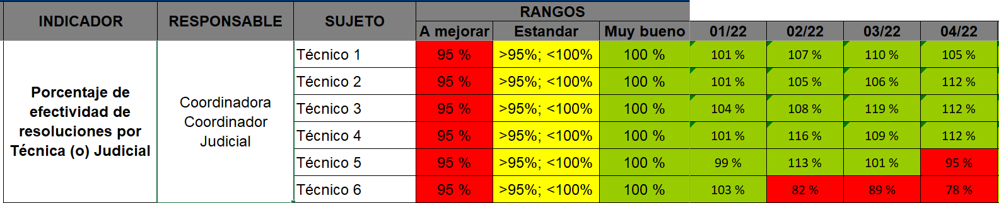 INDICADOR RESPONSABLE SUJETO RANGOS
A mejorar Estandar Muy bueno 01/22 02/22 03/22 04/22
Porcentaje de
efectividad de
resoluciones por
Técnica (o) Judicial
Coordinadora
Coordinador
Judicial
Técnico 1 95 % >95%; <100% 100 % 101 % 107 % 110 % 105 %
Técnico 2 95 % >95%; <100% 100 % 101 % 105 % 106 % 112 %
Técnico 3 95 % >95%; <100% 100 % 104 % 108 % 119 % 112 %
Técnico 4 95 % >95%; <100% 100 % 101 % 116 % 109 % 112 %
Técnico 5 95 % >95%; <100% 100 % 99 % 113 % 101 % 95 %
Técnico 6 95 % >95%; <100% 100 % 103 % 82 % 89 % 78 %